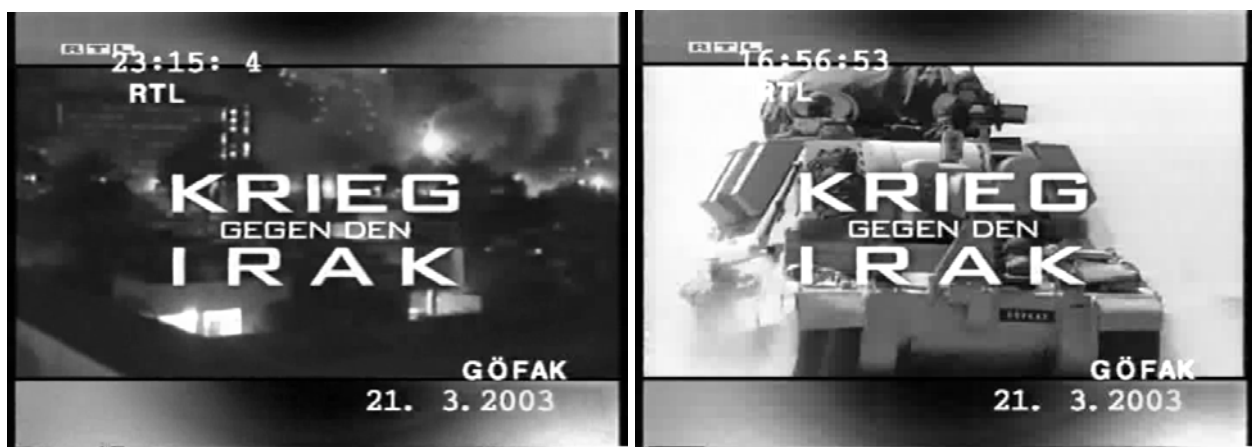 RTL
23:15: 4
RTL
KRIEG
GEGEN DEN
IRAK
GÖFAK
21. 3.2003
RTL
16:56:53
RTL
KRIEG
GEGEN DEN
IRAK
GÖFAK
GÖFAK
21. 3.2003